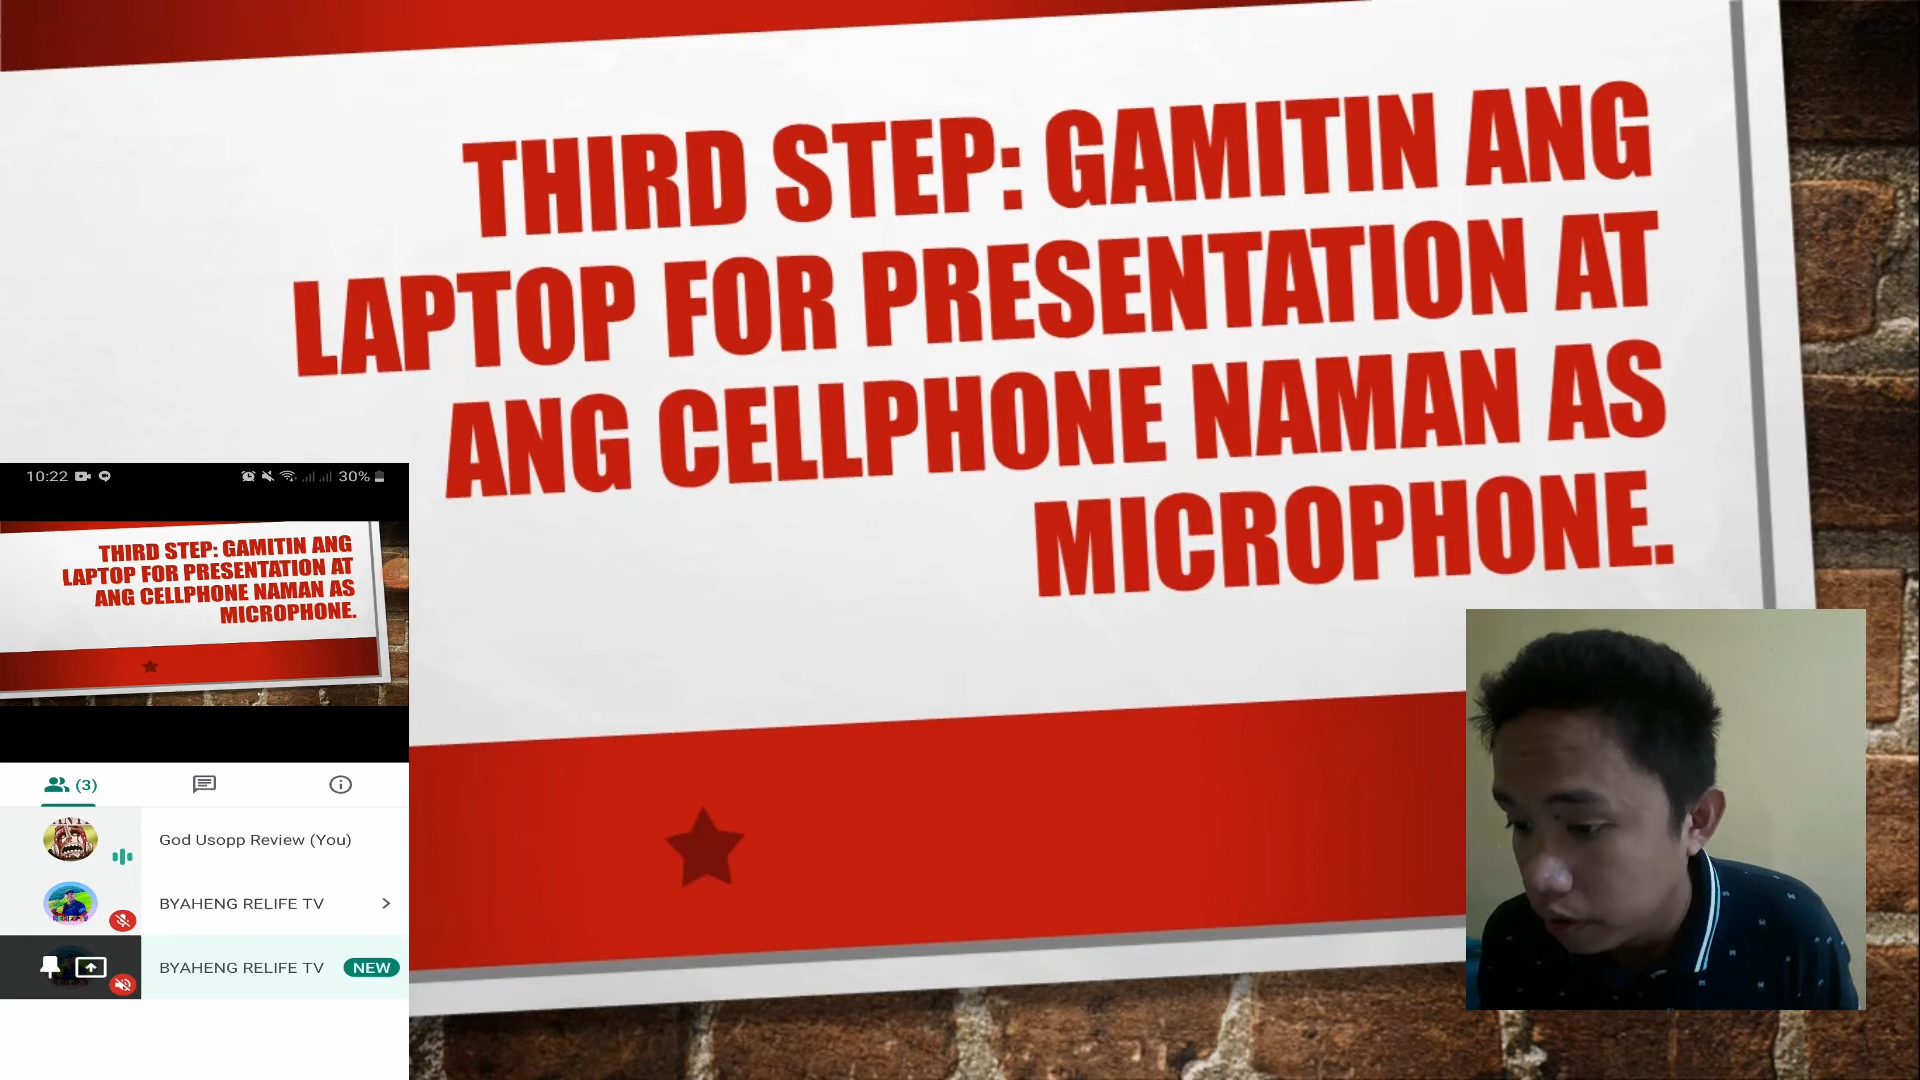 THIRD STEP: GAMITIN ANG
LAPTOP FOR PRESENTATION AT
ANG CELLPHONE NAMAN AS
MICROPHONE.
10:22
30%
THIRD STEP: GAMITIN ANG
LAPTOP FOR PRESENTATION AT
ANG CELLPHONE NAMAN AS
MICROPHONE.
(3)
God Usopp Review (You)
BYAHENG RELIFE TV
BYAHENG RELIFE TV NEW